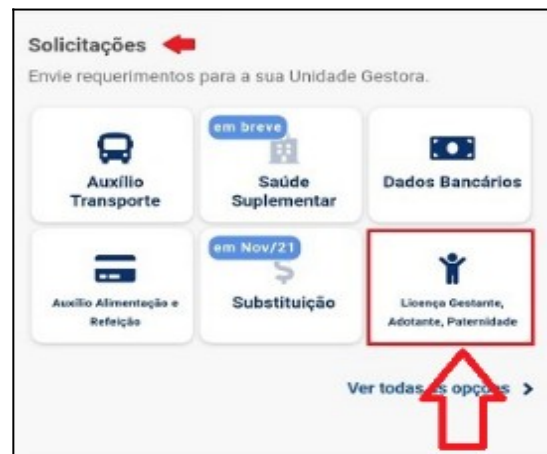 Solicitações
Envie requerimentos para a sua Unidade Gestora.
Auxílio
Transporte
em breve
Saúde
Suplementar
Dados Bancários
Auxílio Alimentação e
Refeição
em Nov/21
Substituição
Licença Gestante,
Adotante, Paternidade
Ver todas as opções >